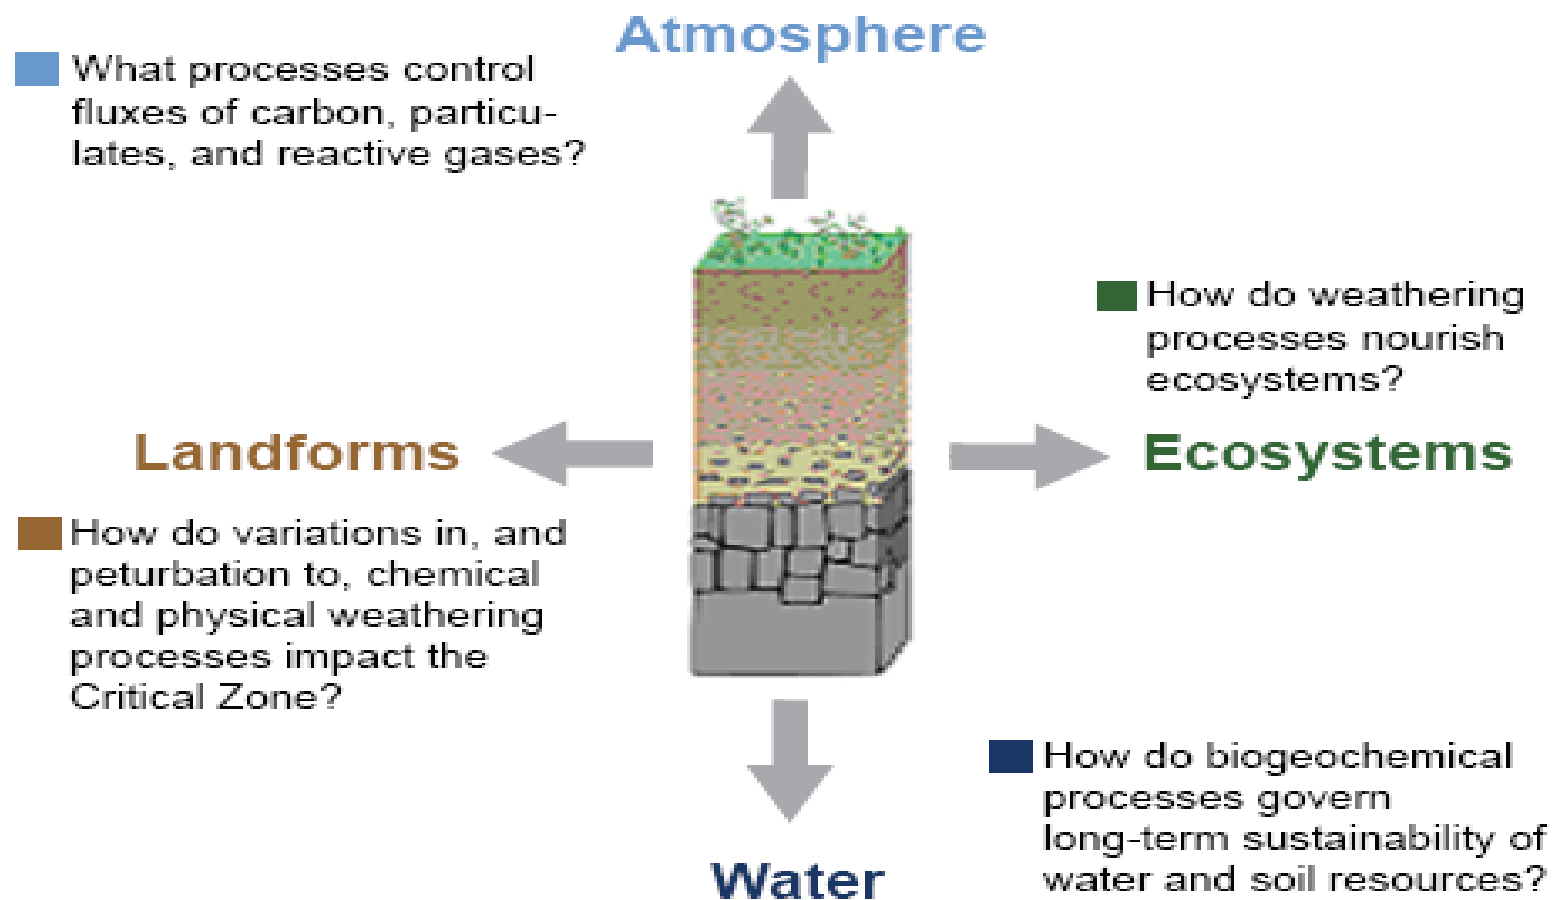 Atmosphere
What processes control
fluxes of carbon, particu-
lates, and reactive gases?
How do weathering
processes nourish
ecosystems?
Landforms
Ecosystems
How do variations in, and
peturbation to, chemical
and physical weathering
processes impact the
Critical Zone?
How do biogeochemical
processes govern
long-term sustainability of
water and soil resources?
Water